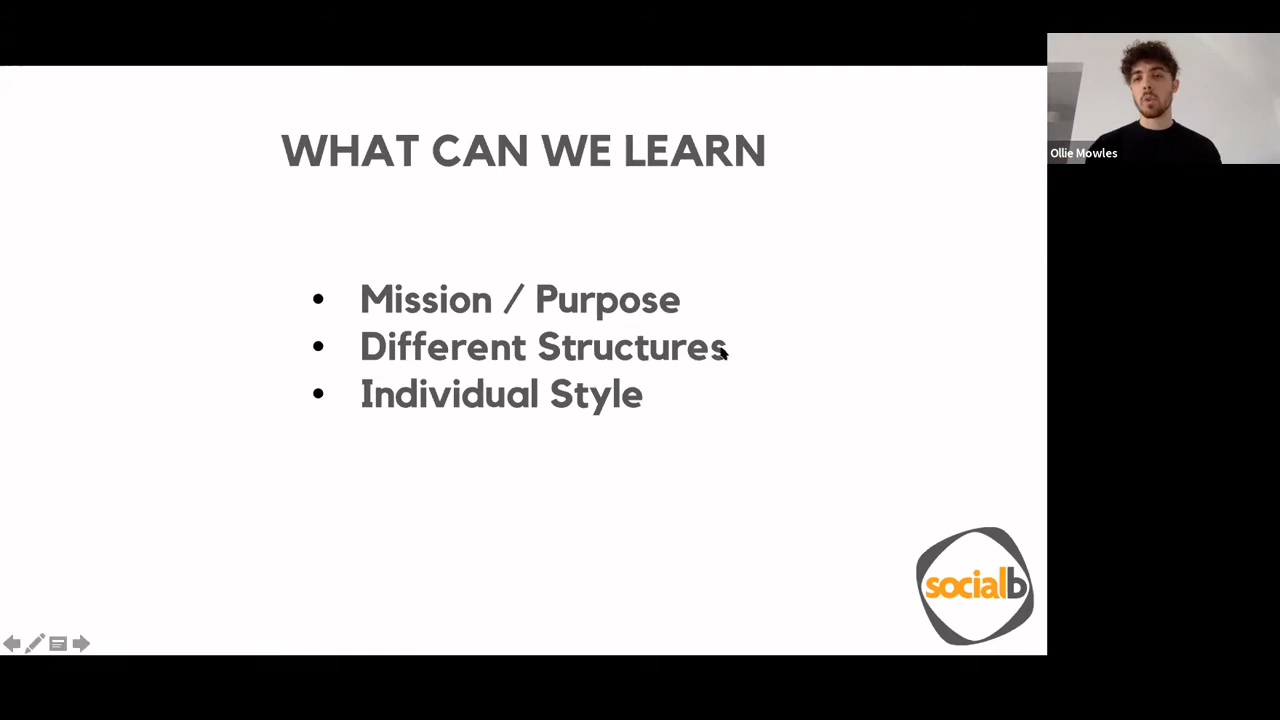 WHAT CAN WE LEARN
Ollie Mowles
• Mission / Purpose
• Different Structures
• Individual Style
socialb